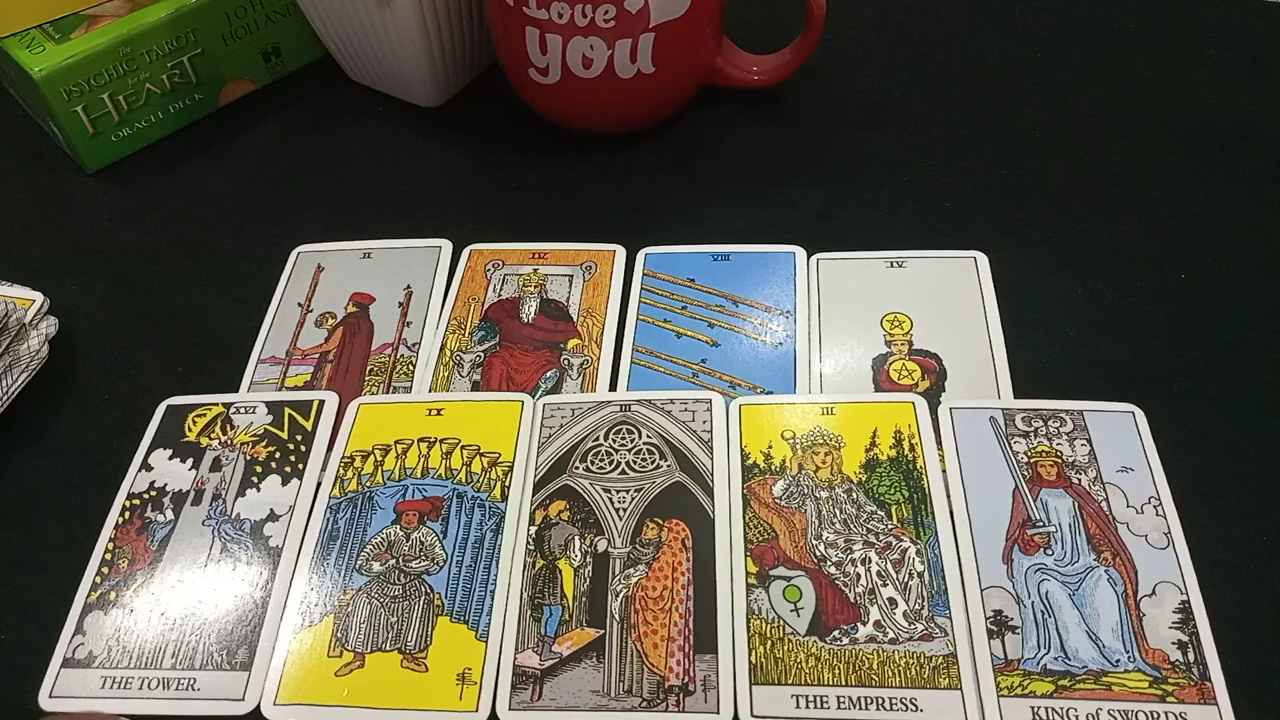 The
PSYCHIC TAROT
for the
HEART
ORACLE DECK
JOHN
HOLLAND
Love
you
II
IV
VIII
IV
XVI
IX
III
III
THE TOWER.
THE EMPRESS.
KING of SWORDS